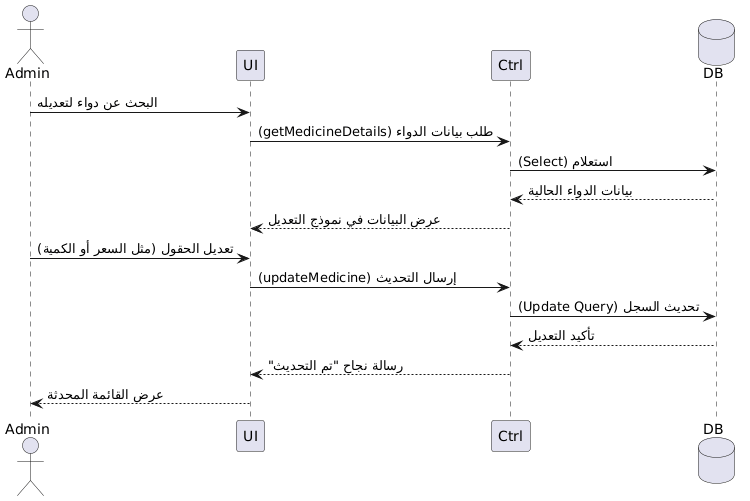 Admin
UI
Ctrl
DB
البحث عن دواء لتعديله
طلب بيانات الدواء (getMedicineDetails)
استعلام (Select)
بيانات الدواء الحالية
عرض البيانات في نموذج التعديل
تعديل الحقول (مثل السعر أو الكمية)
إرسال التحديث (updateMedicine)
تحديث السجل (Update Query)
تأكيد التعديل
رسالة نجاح "تم التحديث"
عرض القائمة المحدثة
Admin
UI
Ctrl
DB